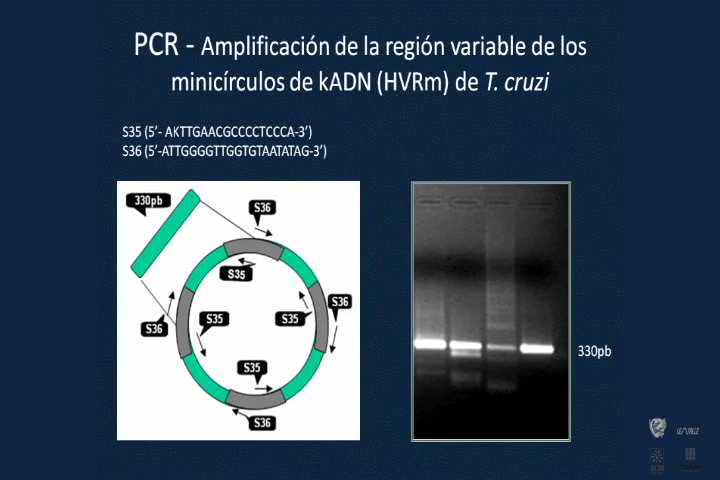 PCR - Amplificación de la región variable de los
minicírculos de kADN (HVRm) de T. cruzi
S35 (5'- AKTTGAACGCCCCTCCCA-3')
S36 (5'-ATTGGGGTTGGTGTAATATAG-3')
330pb
S36
S35
S36
S35
S36
S35
S35
S36
330pb